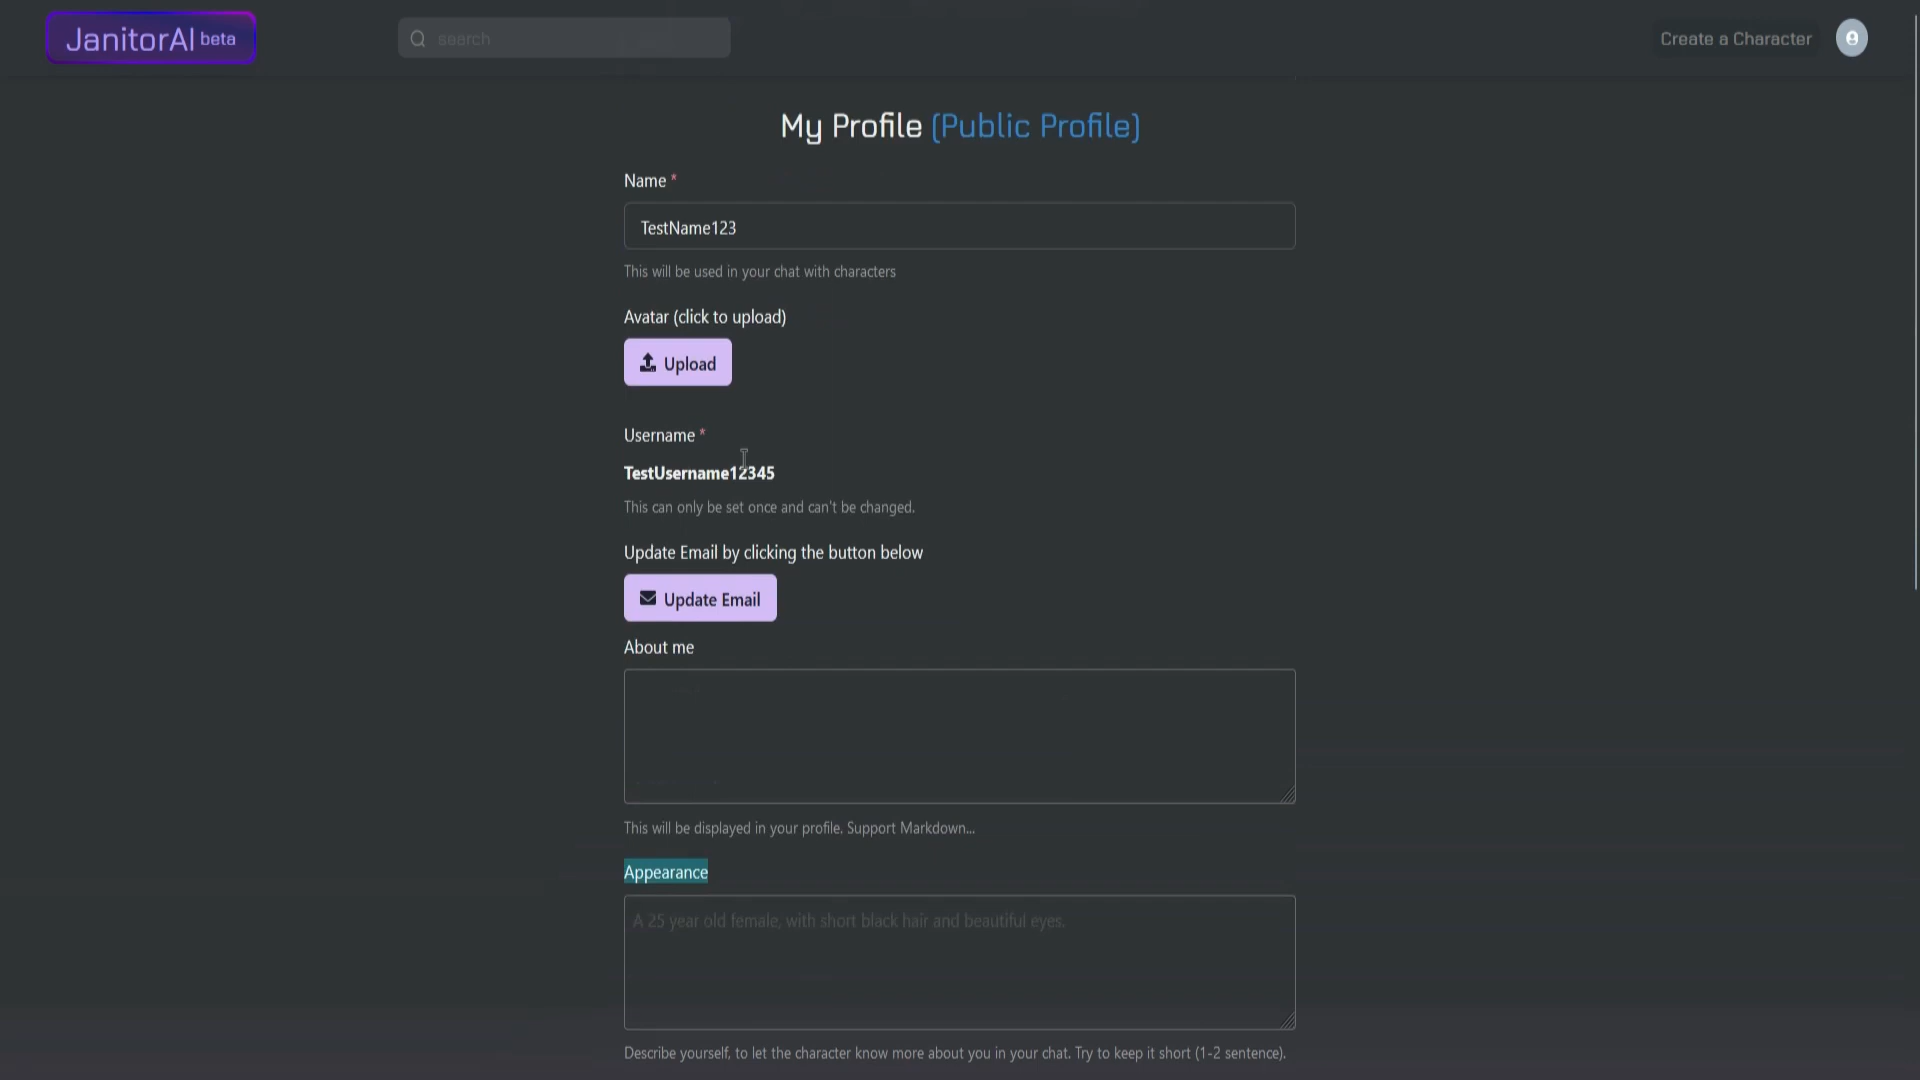 JanitorAI beta
search
Create a Character
My Profile (Public Profile)
Name *
TestName123
This will be used in your chat with characters
Avatar (click to upload)
Upload
Username *
TestUsername12345
This can only be set once and can't be changed.
Update Email by clicking the button below
Update Email
About me
This will be displayed in your profile. Support Markdown...
Appearance
A 25 year old female, with short black hair and beautiful eyes.
Describe yourself, to let the character know more about you in your chat. Try to keep it short (1-2 sentence).